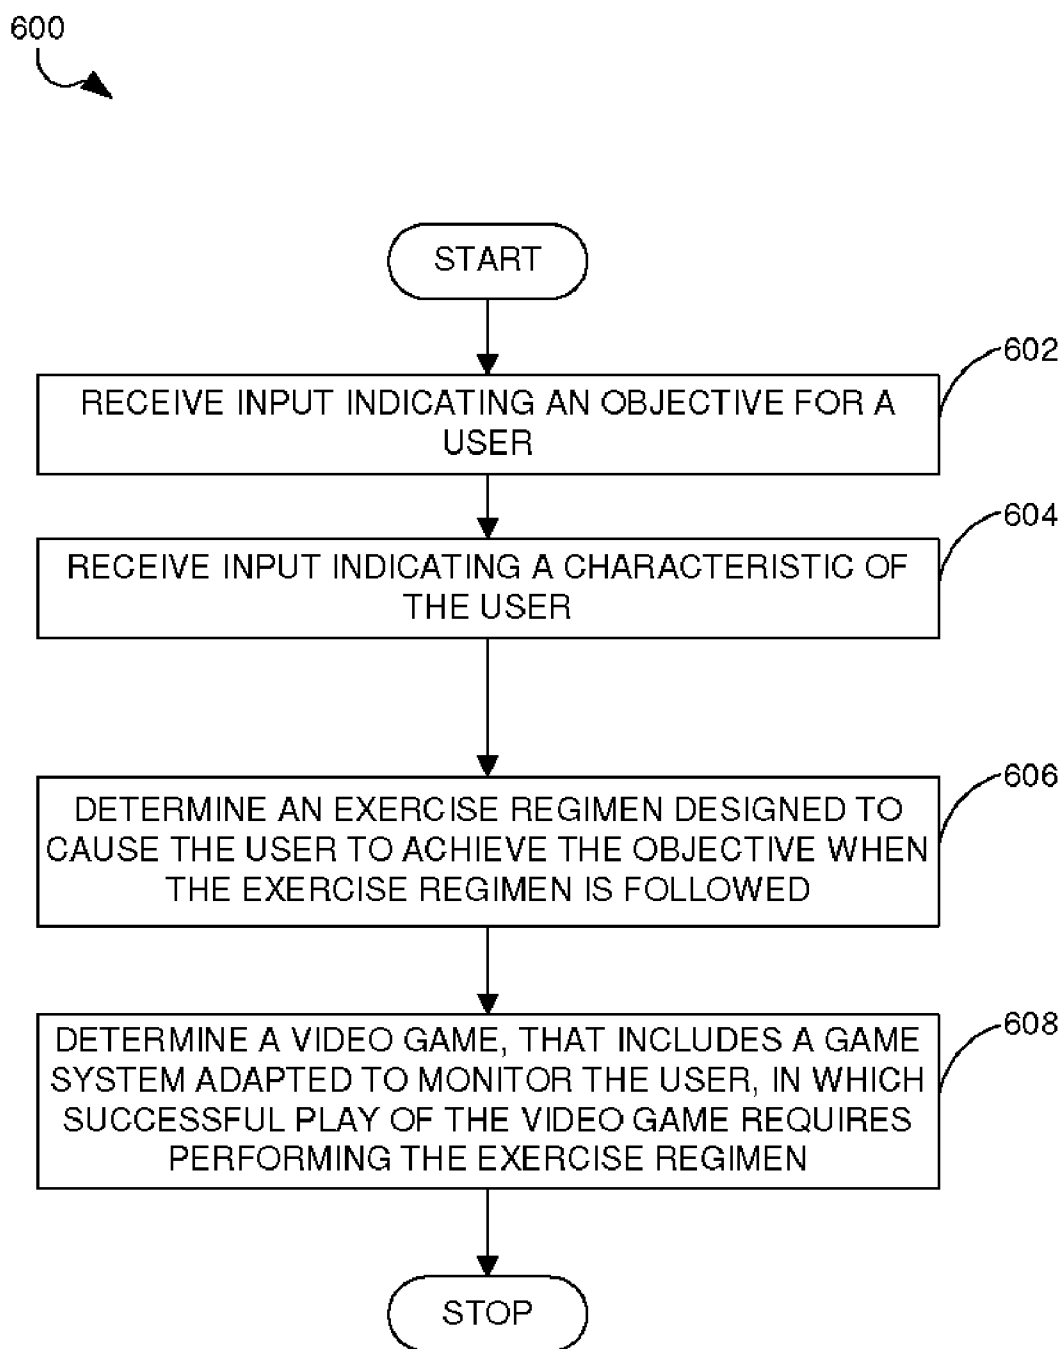 600
START
602
RECEIVE INPUT INDICATING AN OBJECTIVE FOR A
USER
604
RECEIVE INPUT INDICATING A CHARACTERISTIC OF
THE USER
606
DETERMINE AN EXERCISE REGIMEN DESIGNED TO
CAUSE THE USER TO ACHIEVE THE OBJECTIVE WHEN
THE EXERCISE REGIMEN IS FOLLOWED
608
DETERMINE A VIDEO GAME, THAT INCLUDES A GAME
SYSTEM ADAPTED TO MONITOR THE USER, IN WHICH
SUCCESSFUL PLAY OF THE VIDEO GAME REQUIRES
PERFORMING THE EXERCISE REGIMEN
STOP